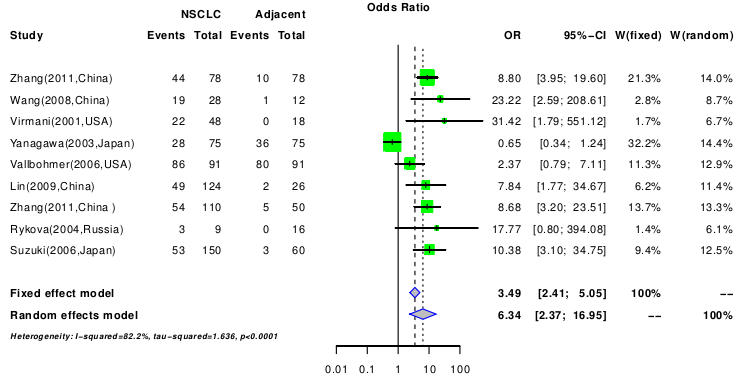 Odds Ratio
NSCLC Adjacent
Study Events Total Events Total OR 95%−CI W(fixed) W(random)
Zhang(2011,China) 44 78 10 78 8.80 [3.95; 19.60] 21.3% 14.0%
Wang(2008,China) 19 28 1 12 23.22 [2.59; 208.61] 2.8% 8.7%
Virmani(2001,USA) 22 48 0 18 31.42 [1.79; 551.12] 1.7% 6.7%
Yanagawa(2003,Japan) 28 75 36 75 0.65 [0.34; 1.24] 32.2% 14.4%
Vallbohmer(2006,USA) 86 91 80 91 2.37 [0.79; 7.11] 11.3% 12.9%
Lin(2009,China) 49 124 2 26 7.84 [1.77; 34.67] 6.2% 11.4%
Zhang(2011,China ) 54 110 5 50 8.68 [3.20; 23.51] 13.7% 13.3%
Rykova(2004,Russia) 3 9 0 16 17.77 [0.80; 394.08] 1.4% 6.1%
Suzuki(2006,Japan) 53 150 3 60 10.38 [3.10; 34.75] 9.4% 12.5%
Fixed effect model 3.49 [2.41; 5.05] 100% −−
Random effects model 6.34 [2.37; 16.95] −− 100%
Heterogeneity: I−squared=82.2%, tau−squared=1.636, p<0.0001
0.01 0.1 1 10 100